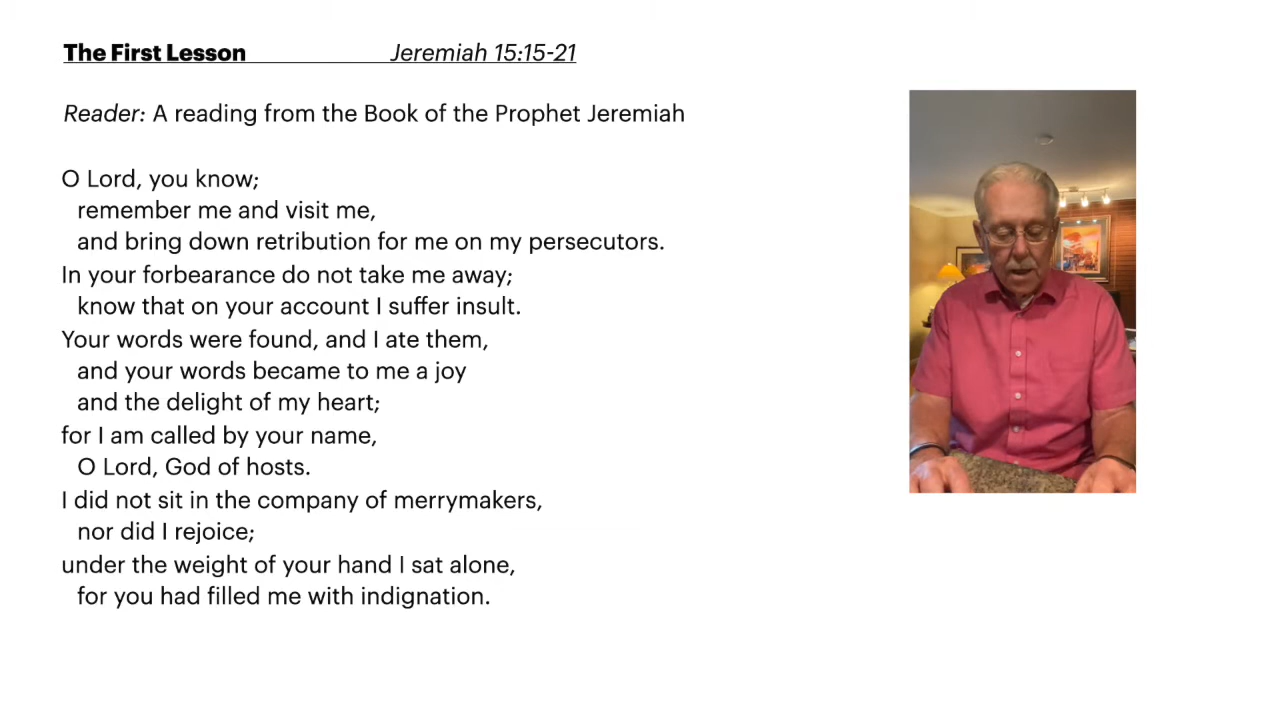 The First Lesson Jeremiah 15:15-21
Reader: A reading from the Book of the Prophet Jeremiah
O Lord, you know;
remember me and visit me,
and bring down retribution for me on my persecutors.
In your forbearance do not take me away;
know that on your account I suffer insult.
Your words were found, and I ate them,
and your words became to me a joy
and the delight of my heart;
for I am called by your name,
O Lord, God of hosts.
I did not sit in the company of merrymakers,
nor did I rejoice;
under the weight of your hand I sat alone,
for you had filled me with indignation.